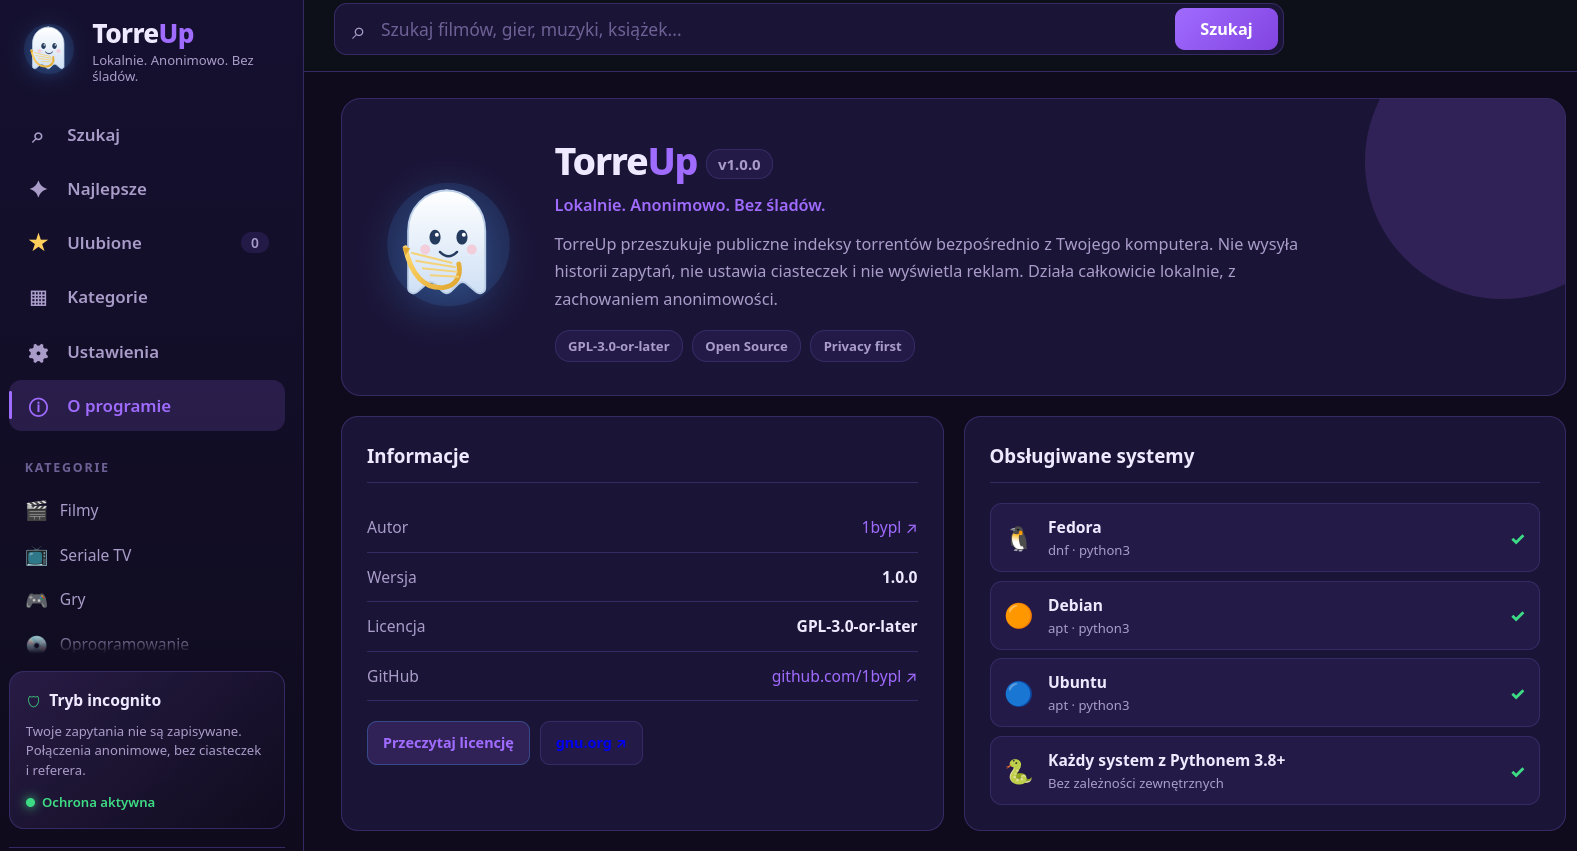 TorreUp
Lokalnie. Anonimowo. Bez
śladów.
Szukaj
Najlepsze
Ulubione 0
Kategorie
Ustawienia
O programie
KATEGORIE
Filmy
Seriale TV
Gry
Oprogramowanie
Tryb incognito
Twoje zapytania nie są zapisywane.
Połączenia anonimowe, bez ciasteczek
i referera.
Ochrona aktywna
Szukaj filmów, gier, muzyki, książek...
Szukaj
TorreUp v1.0.0
Lokalnie. Anonimowo. Bez śladów.
TorreUp przeszukuje publiczne indeksy torrentów bezpośrednio z Twojego komputera. Nie wysyła
historii zapytań, nie ustawia ciasteczek i nie wyświetla reklam. Działa całkowicie lokalnie, z
zachowaniem anonimowości.
GPL-3.0-or-later Open Source Privacy first
Informacje
Autor 1bypl ↗
Wersja 1.0.0
Licencja GPL-3.0-or-later
GitHub github.com/1bypl ↗
Przeczytaj licencję gnu.org ↗
Obsługiwane systemy
Fedora
dnf · python3
Debian
apt · python3
Ubuntu
apt · python3
Każdy system z Pythonem 3.8+
Bez zależności zewnętrznych